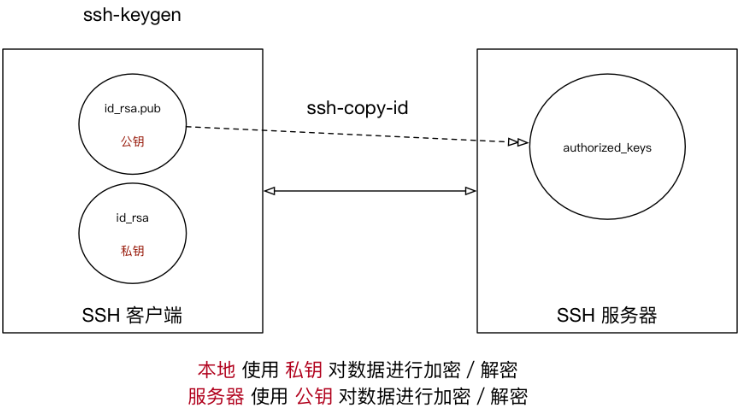 ssh-keygen
id_rsa.pub
公钥
ssh-copy-id
authorized_keys
id_rsa
私钥
SSH 客户端
SSH 服务器
本地 使用 私钥 对数据进行加密 / 解密
服务器 使用 公钥 对数据进行加密 / 解密